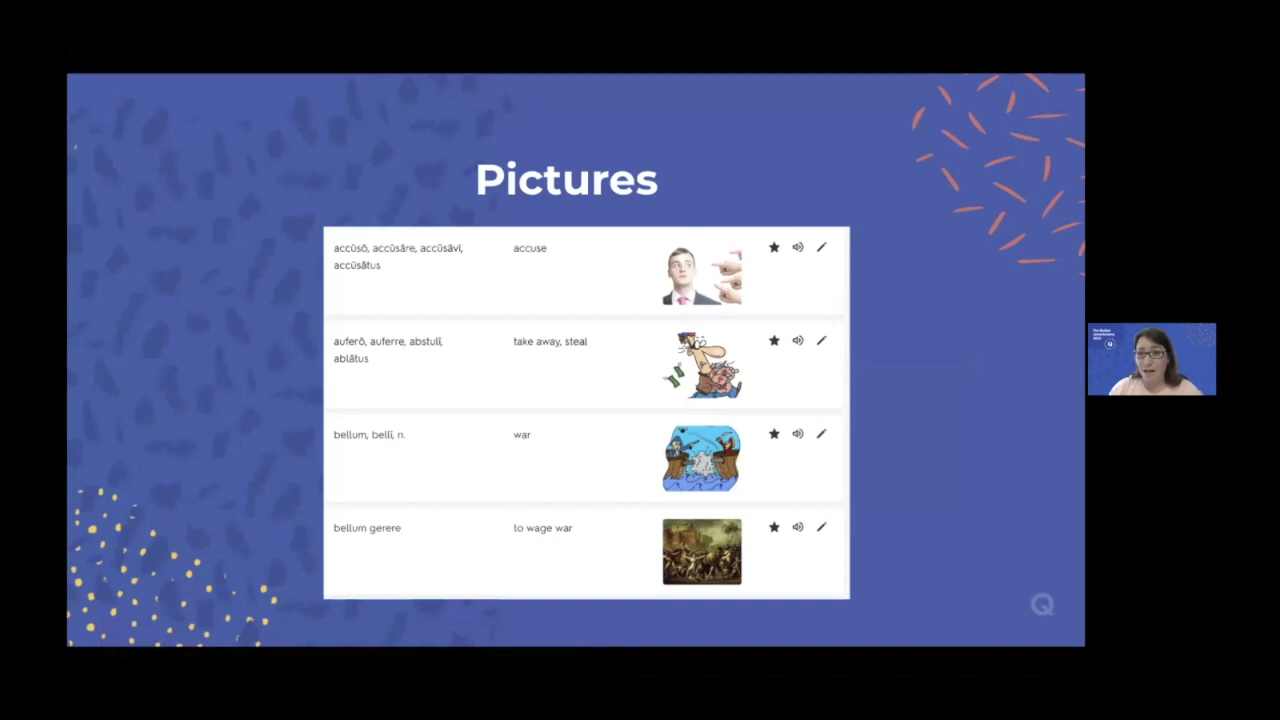 Pictures
accūsō, accūsāre, accūsāvī,
accūsātus
accuse
auferō, auferre, abstulī,
ablātus
take away, steal
bellum, bellī, n.
war
bellum gerere
to wage war
Q
Q